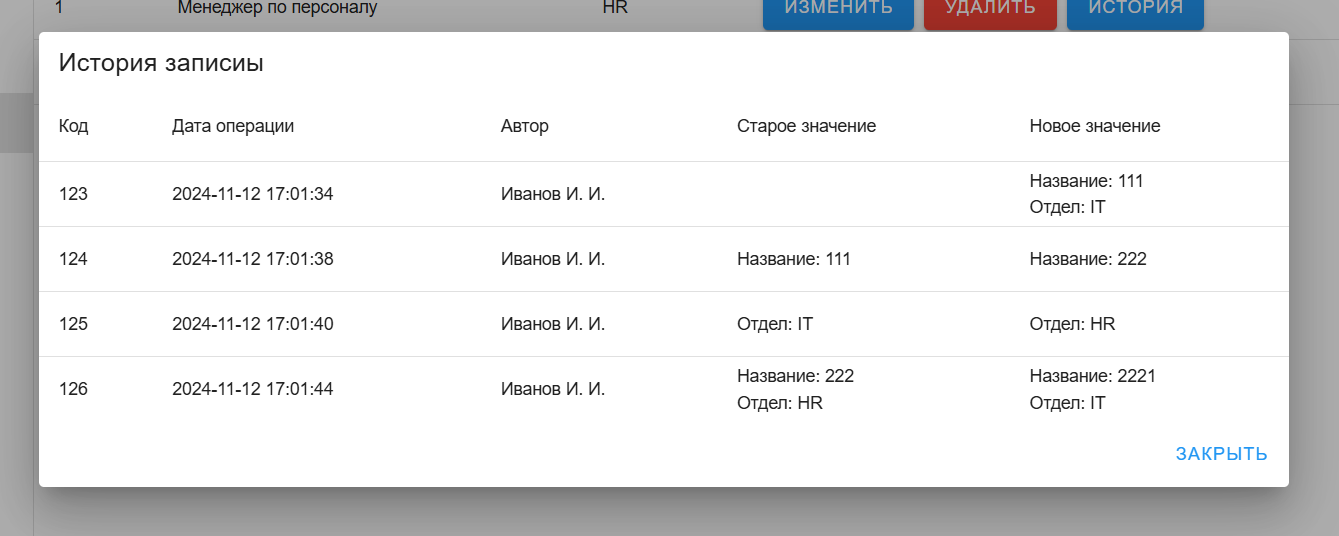 1 Менеджер по персоналу HR ИЗМЕНИТЬ УДАЛИТЬ ИСТОРИЯ
История записиы
Код Дата операции Автор Старое значение Новое значение
123 2024-11-12 17:01:34 Иванов И. И. Название: 111
Отдел: IT
124 2024-11-12 17:01:38 Иванов И. И. Название: 111 Название: 222
125 2024-11-12 17:01:40 Иванов И. И. Отдел: IT Отдел: HR
126 2024-11-12 17:01:44 Иванов И. И. Название: 222 Название: 2221
Отдел: HR Отдел: IT
ЗАКРЫТЬ